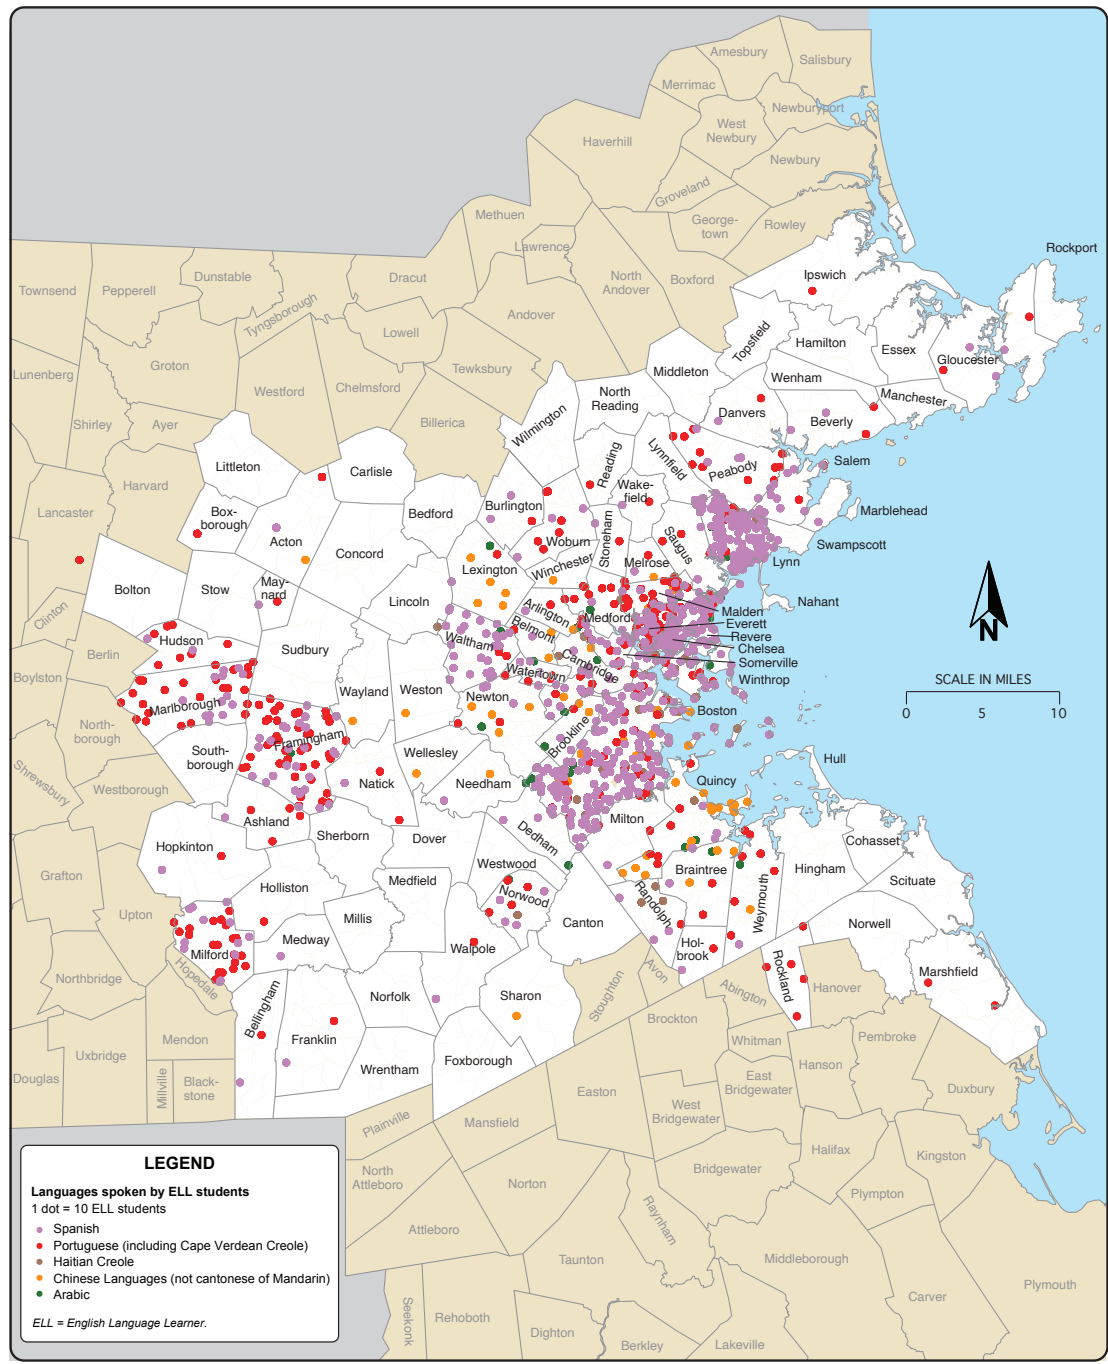 Amesbury
Salisbury
Merrimac
Newburyport
West
Newbury
Haverhill
Newbury
Groveland
George-
town
Rowley
Methuen
Lawrence
Rockport
Ipswich
Dunstable
Dracut
North
Andover
Boxford
Townsend
Pepperell
Tyngsborough
Andover
Lowell
Topsfield
Hamilton
Essex
Gloucester
Groton
Tewksbury
Lunenberg
Westford
Chelmsford
Middleton
Wenham
Manchester
North
Reading
Wilmington
Danvers
Beverly
Shirley
Ayer
Billerica
Littleton
Carlisle
Reading
Lynnfield
Peabody
Salem
Harvard
Wake-
field
Lancaster
Box-
borough
Bedford
Burlington
Marblehead
Acton
Concord
Woburn
Stoneham
Saugus
Swampscott
Lexington
Winchester
Melrose
Lynn
Bolton
Stow
May-
nard
Lincoln
Nahant
Clinton
Arlington
Medford
Malden
Everett
Belmont
Revere
Hudson
Waltham
Chelsea
Berlin
Sudbury
Cambridge
Somerville
Boylston
Watertown
Winthrop
N
Wayland
Weston
Newton
SCALE IN MILES
Marlborough
Boston
0 5 10
North-
borough
Framingham
Brookline
South-
borough
Wellesley
Hull
Shrewsbury
Westborough
Natick
Needham
Quincy
Ashland
Sherborn
Dover
Dedham
Milton
Hopkinton
Cohasset
Westwood
Grafton
Holliston
Medfield
Norwood
Braintree
Hingham
Scituate
Randolph
Weymouth
Upton
Millis
Canton
Norwell
Medway
Walpole
Hol-
brook
Milford
Hopedale
Avon
Rockland
Marshfield
Northbridge
Bellingham
Norfolk
Sharon
Stoughton
Abington
Hanover
Brockton
Mendon
Franklin
Whitman
Pembroke
Uxbridge
Foxborough
Hanson
Douglas
Millville
Black-
stone
Wrentham
Easton
East
Bridgewater
Duxbury
West
Bridgewater
Plainville
Mansfield
Halifax
Kingston
LEGEND
Languages spoken by ELL students
1 dot = 10 ELL students
Spanish
Portuguese (including Cape Verdean Creole)
Haitian Creole
Chinese Languages (not cantonese of Mandarin)
Arabic
ELL = English Language Learner.
North
Attleboro
Norton
Bridgewater
Plympton
Raynham
Attleboro
Taunton
Middleborough
Plymouth
Carver
Seekonk
Rehoboth
Dighton
Berkley
Lakeville